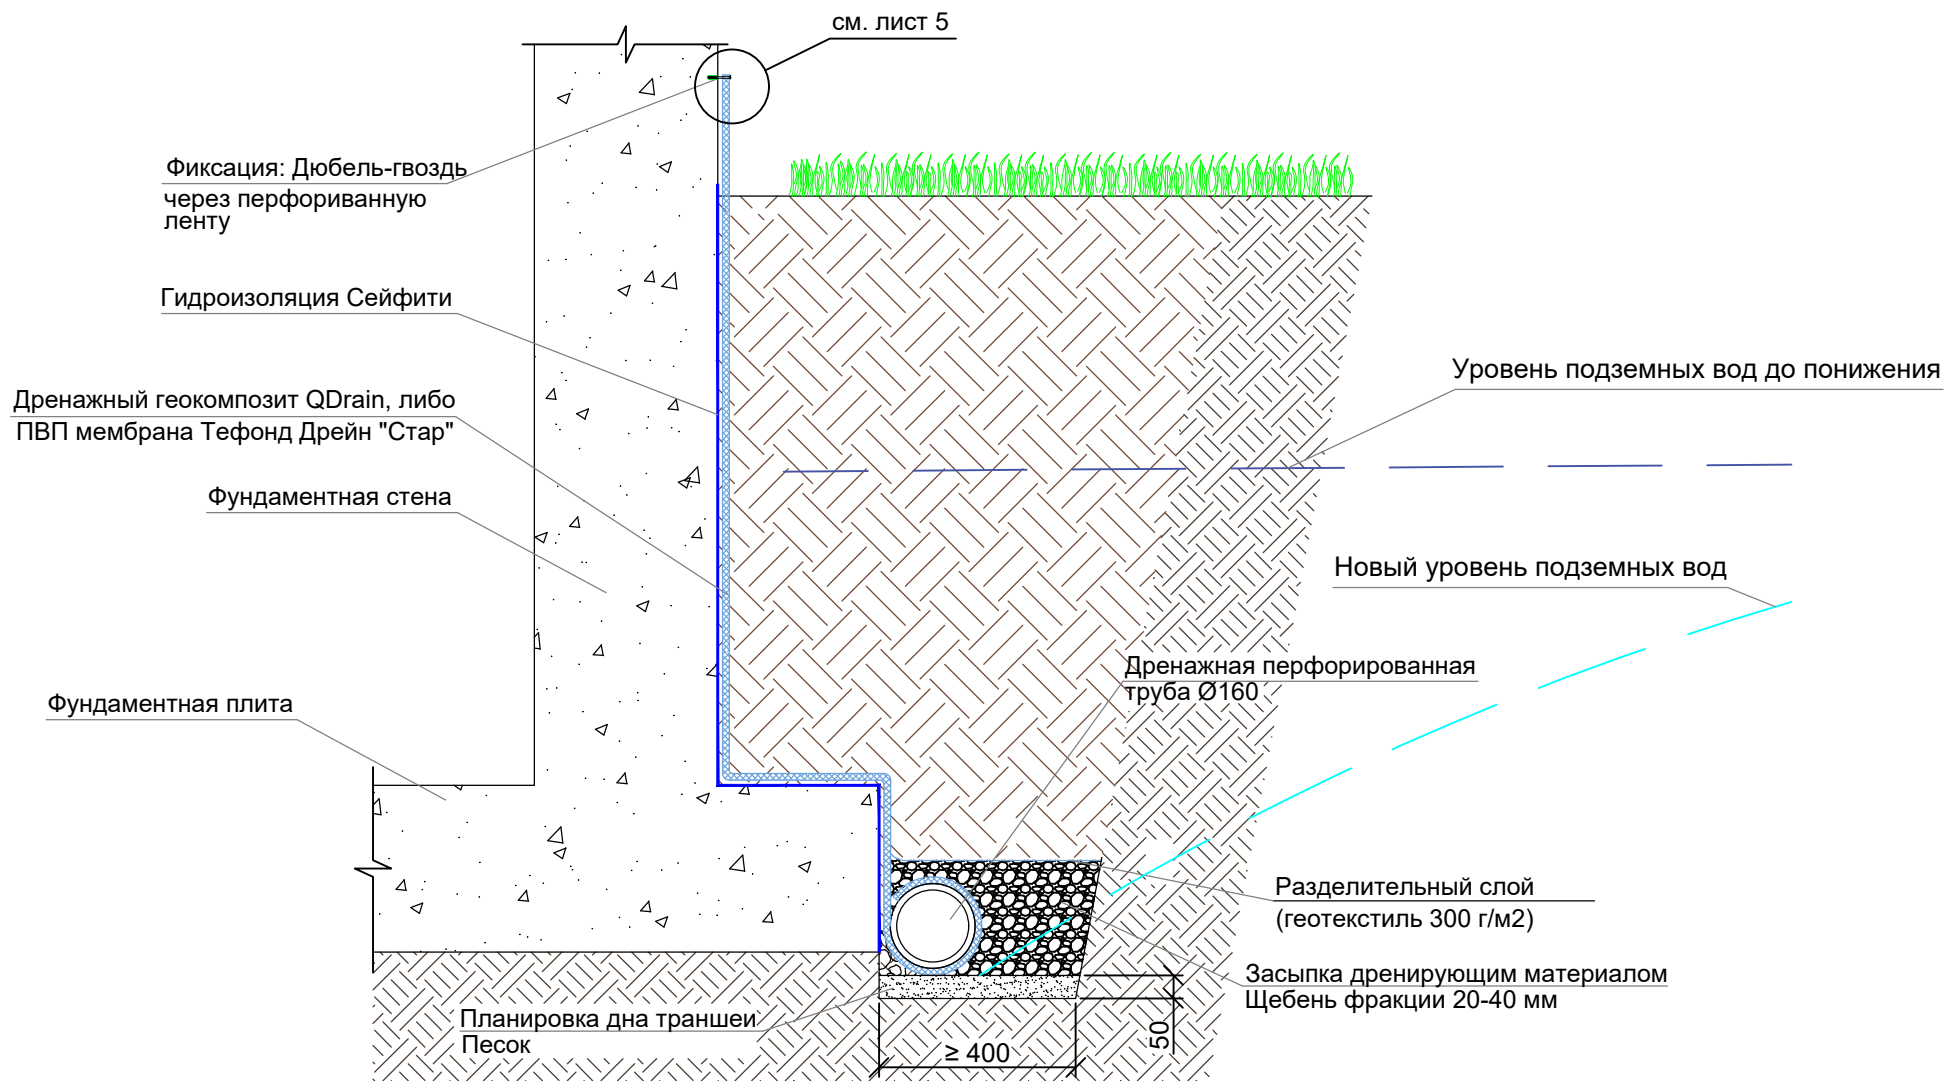 см. лист 5
Фиксация: Дюбель-гвоздь
через перфориванную
ленту
Гидроизоляция Сейфити
Дренажный геокомпозит QDrain, либо
ПВП мембрана Тефонд Дрейн "Стар"
Фундаментная стена
Фундаментная плита
Уровень подземных вод до понижения
Новый уровень подземных вод
Дренажная перфорированная
труба Ø160
Разделительный слой
(геотекстиль 300 г/м2)
Засыпка дренирующим материалом
Щебень фракции 20-40 мм
Планировка дна траншеи
Песок
≥ 400
50